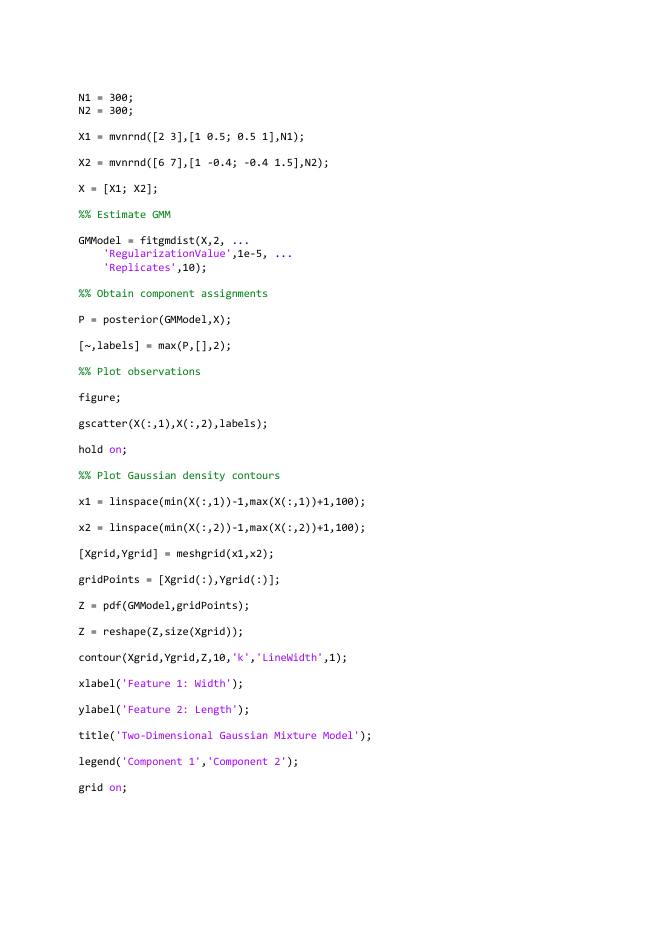 N1 = 300;
N2 = 300;
X1 = mvnrnd([2 3],[1 0.5; 0.5 1],N1);
X2 = mvnrnd([6 7],[1 -0.4; -0.4 1.5],N2);
X = [X1; X2];
%% Estimate GMM
GMModel = fitgmdist(X,2, ...
    'RegularizationValue',1e-5, ...
    'Replicates',10);
%% Obtain component assignments
P = posterior(GMModel,X);
[~,labels] = max(P,[],2);
%% Plot observations
figure;
gscatter(X(:,1),X(:,2),labels);
hold on;
%% Plot Gaussian density contours
x1 = linspace(min(X(:,1))-1,max(X(:,1))+1,100);
x2 = linspace(min(X(:,2))-1,max(X(:,2))+1,100);
[Xgrid,Ygrid] = meshgrid(x1,x2);
gridPoints = [Xgrid(:),Ygrid(:)];
Z = pdf(GMModel,gridPoints);
Z = reshape(Z,size(Xgrid));
contour(Xgrid,Ygrid,Z,10,'k','LineWidth',1);
xlabel('Feature 1: Width');
ylabel('Feature 2: Length');
title('Two-Dimensional Gaussian Mixture Model');
legend('Component 1','Component 2');
grid on;